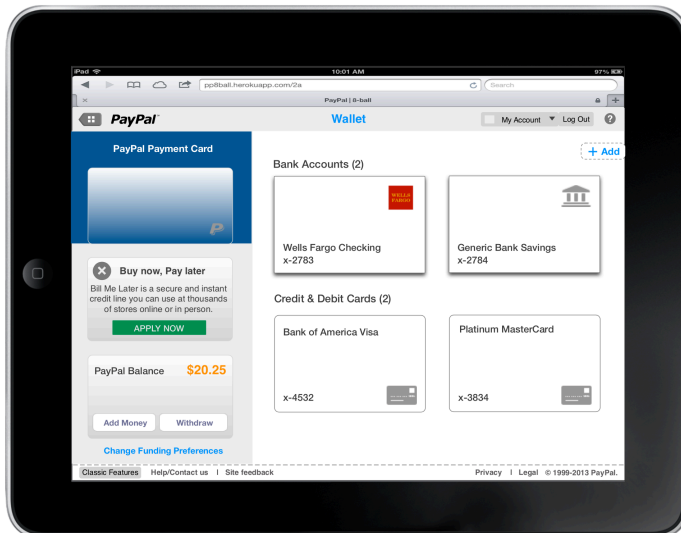 iPad
10:01 AM
97%
pp8ball.herokuapp.com/2a
Search
PayPal | 8-ball
PayPal
Wallet
My Account
Log Out
?
PayPal Payment Card
+ Add
Bank Accounts (2)
WELLS
FARGO
Wells Fargo Checking
x-2783
Generic Bank Savings
x-2784
Buy now, Pay later
Bill Me Later is a secure and instant
credit line you can use at thousands
of stores online or in person.
APPLY NOW
Credit & Debit Cards (2)
Bank of America Visa
x-4532
Platinum MasterCard
x-3834
PayPal Balance
$20.25
Add Money
Withdraw
Change Funding Preferences
Classic Features Help/Contact us | Site feedback
Privacy | Legal © 1999-2013 PayPal.